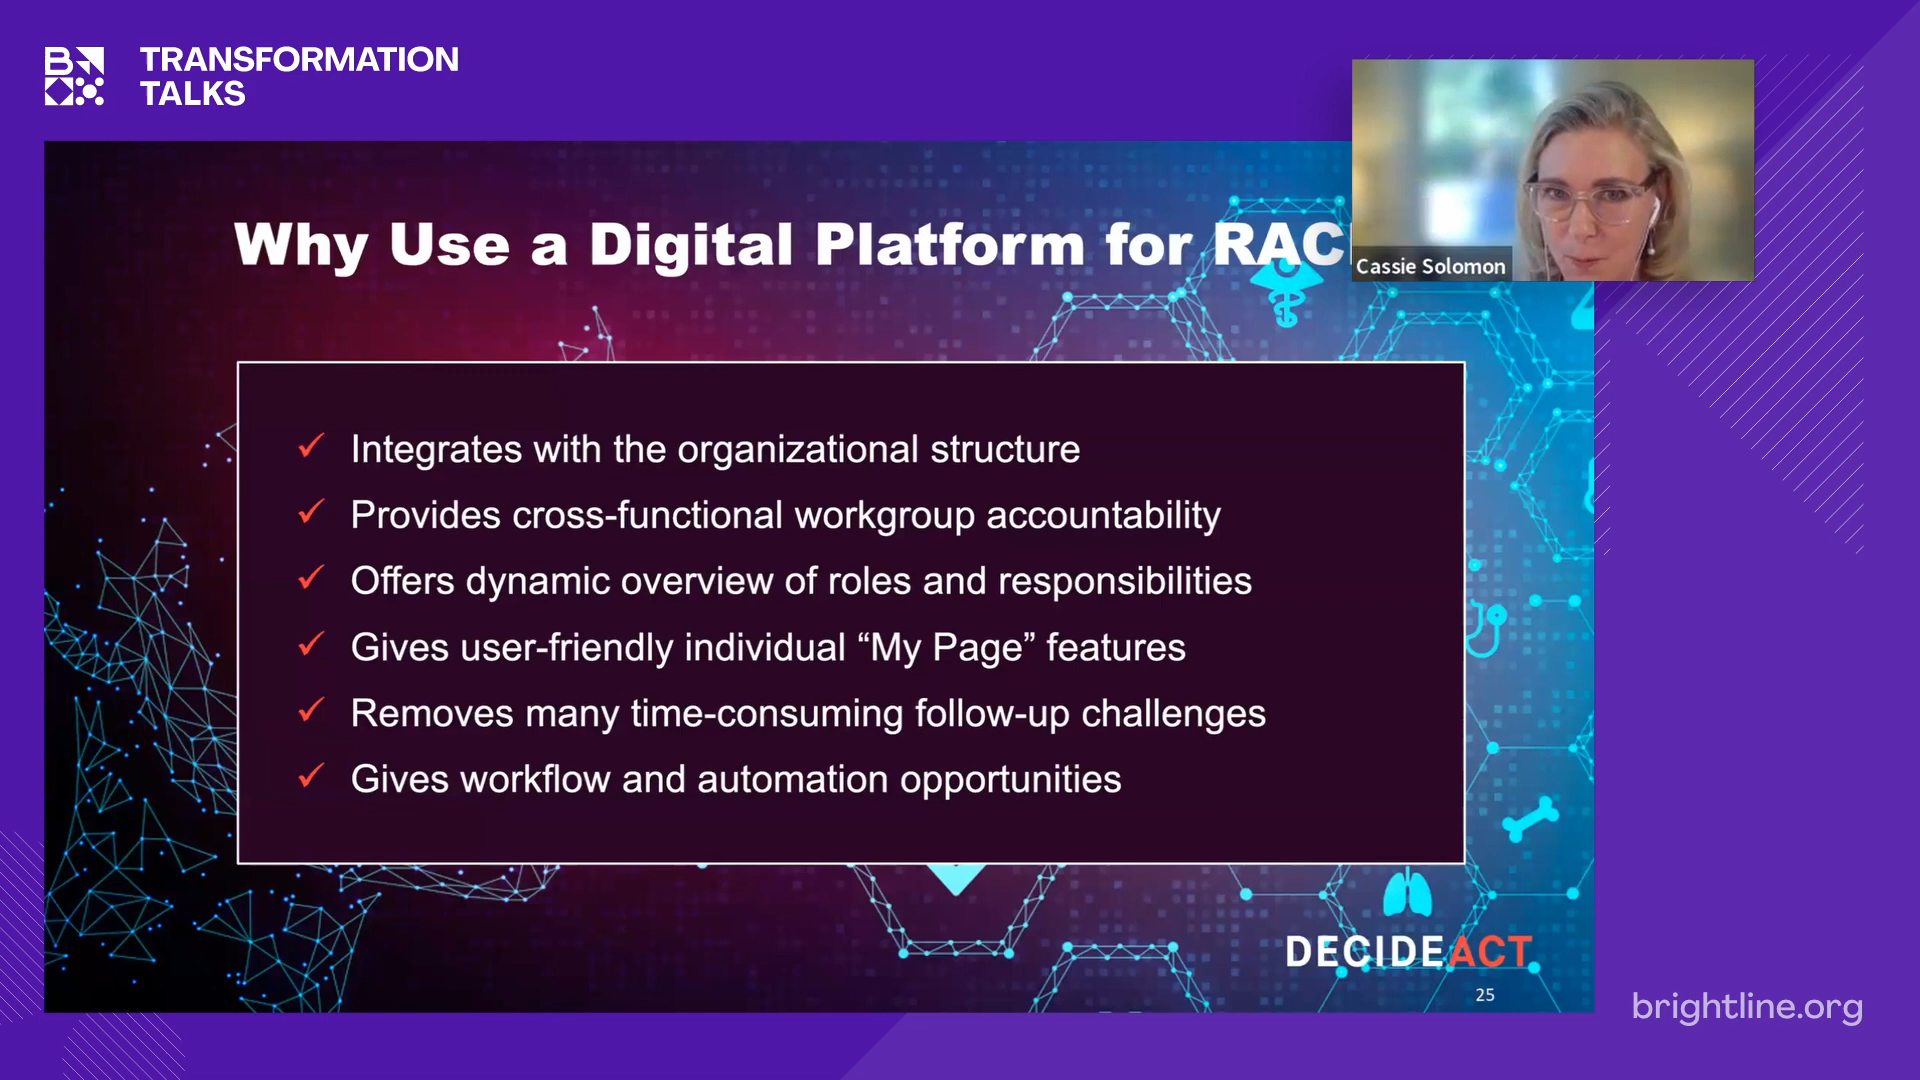 TRANSFORMATION
TALKS
Why Use a Digital Platform for RAC
Cassie Solomon
✓ Integrates with the organizational structure
✓ Provides cross-functional workgroup accountability
✓ Offers dynamic overview of roles and responsibilities
✓ Gives user-friendly individual “My Page” features
✓ Removes many time-consuming follow-up challenges
✓ Gives workflow and automation opportunities
DECIDEACT
25
brightline.org